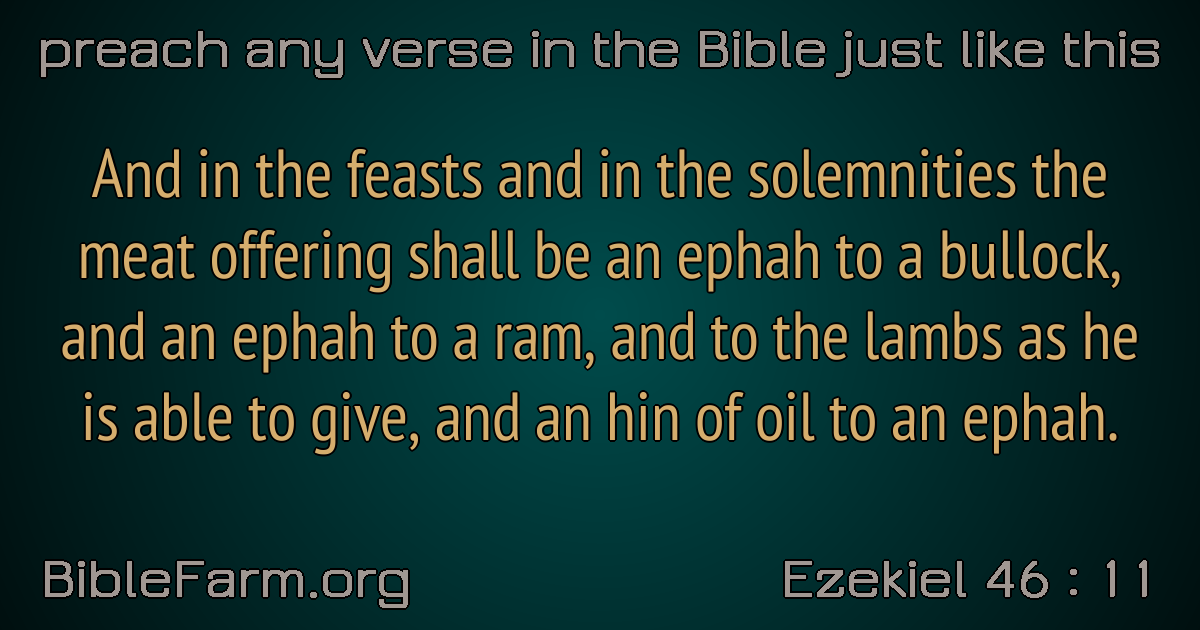 preach any verse in the Bible just like this
And in the feasts and in the solemnities the
meat offering shall be an ephah to a bullock,
and an ephah to a ram, and to the lambs as he
is able to give, and an hin of oil to an ephah.
BibleFarm.org
Ezekiel 46 : 11